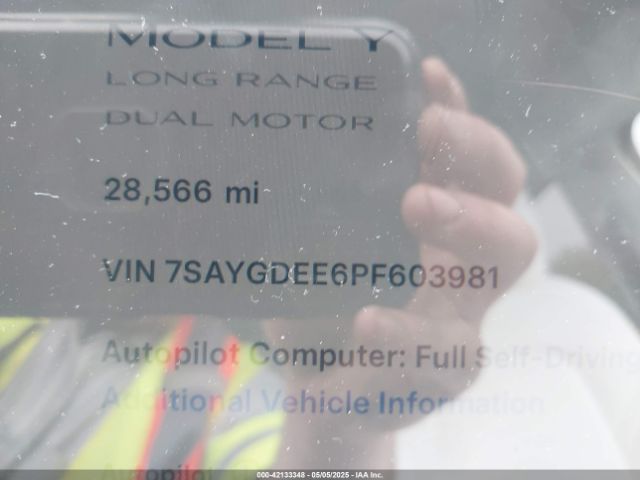 MODEL Y
LONG RANGE
DUAL MOTOR
28,566 mi
VIN 7SAYGDEE6PF603981
Autopilot Computer: Full Self-Driving
Additional Vehicle Information
Autopilot
000-42133348 - 05/05/2025 - IAA Inc.